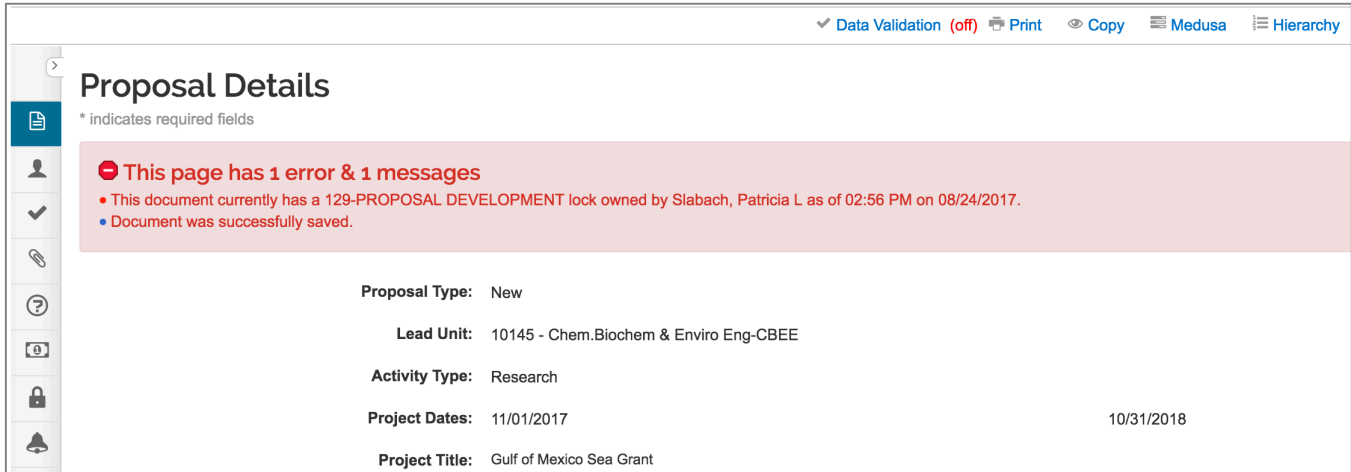 Data Validation (off) Print Copy Medusa Hierarchy
Proposal Details
* indicates required fields
This page has 1 error & 1 messages
• This document currently has a 129-PROPOSAL DEVELOPMENT lock owned by Slabach, Patricia L as of 02:56 PM on 08/24/2017.
• Document was successfully saved.
Proposal Type: New
Lead Unit: 10145 - Chem.Biochem & Enviro Eng-CBEE
Activity Type: Research
Project Dates: 11/01/2017 10/31/2018
Project Title: Gulf of Mexico Sea Grant